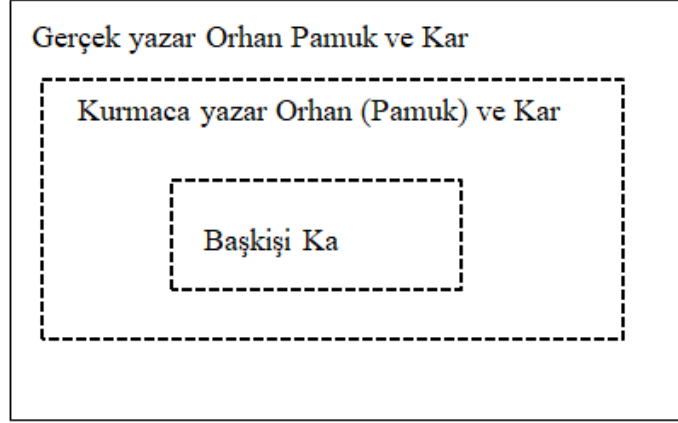 Gerçek yazar Orhan Pamuk ve Kar
Kurmaca yazar Orhan (Pamuk) ve Kar
Başkişi Ka